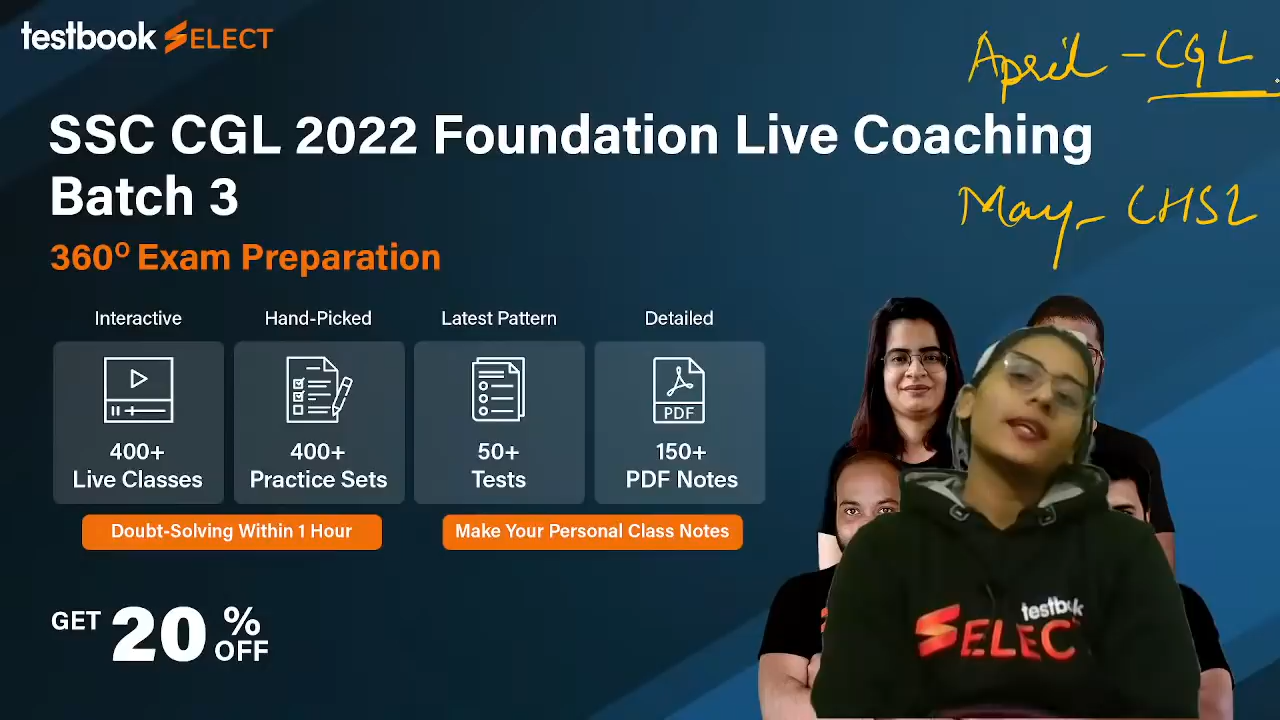 testbook SELECT
April - CGL
SSC CGL 2022 Foundation Live Coaching
Batch 3
May - CHSL
360º Exam Preparation
Interactive
Hand-Picked
Latest Pattern
Detailed
PDF
400+
Live Classes
400+
Practice Sets
50+
Tests
150+
PDF Notes
Doubt-Solving Within 1 Hour
Make Your Personal Class Notes
GET 20% OFF
testbook
SELECT